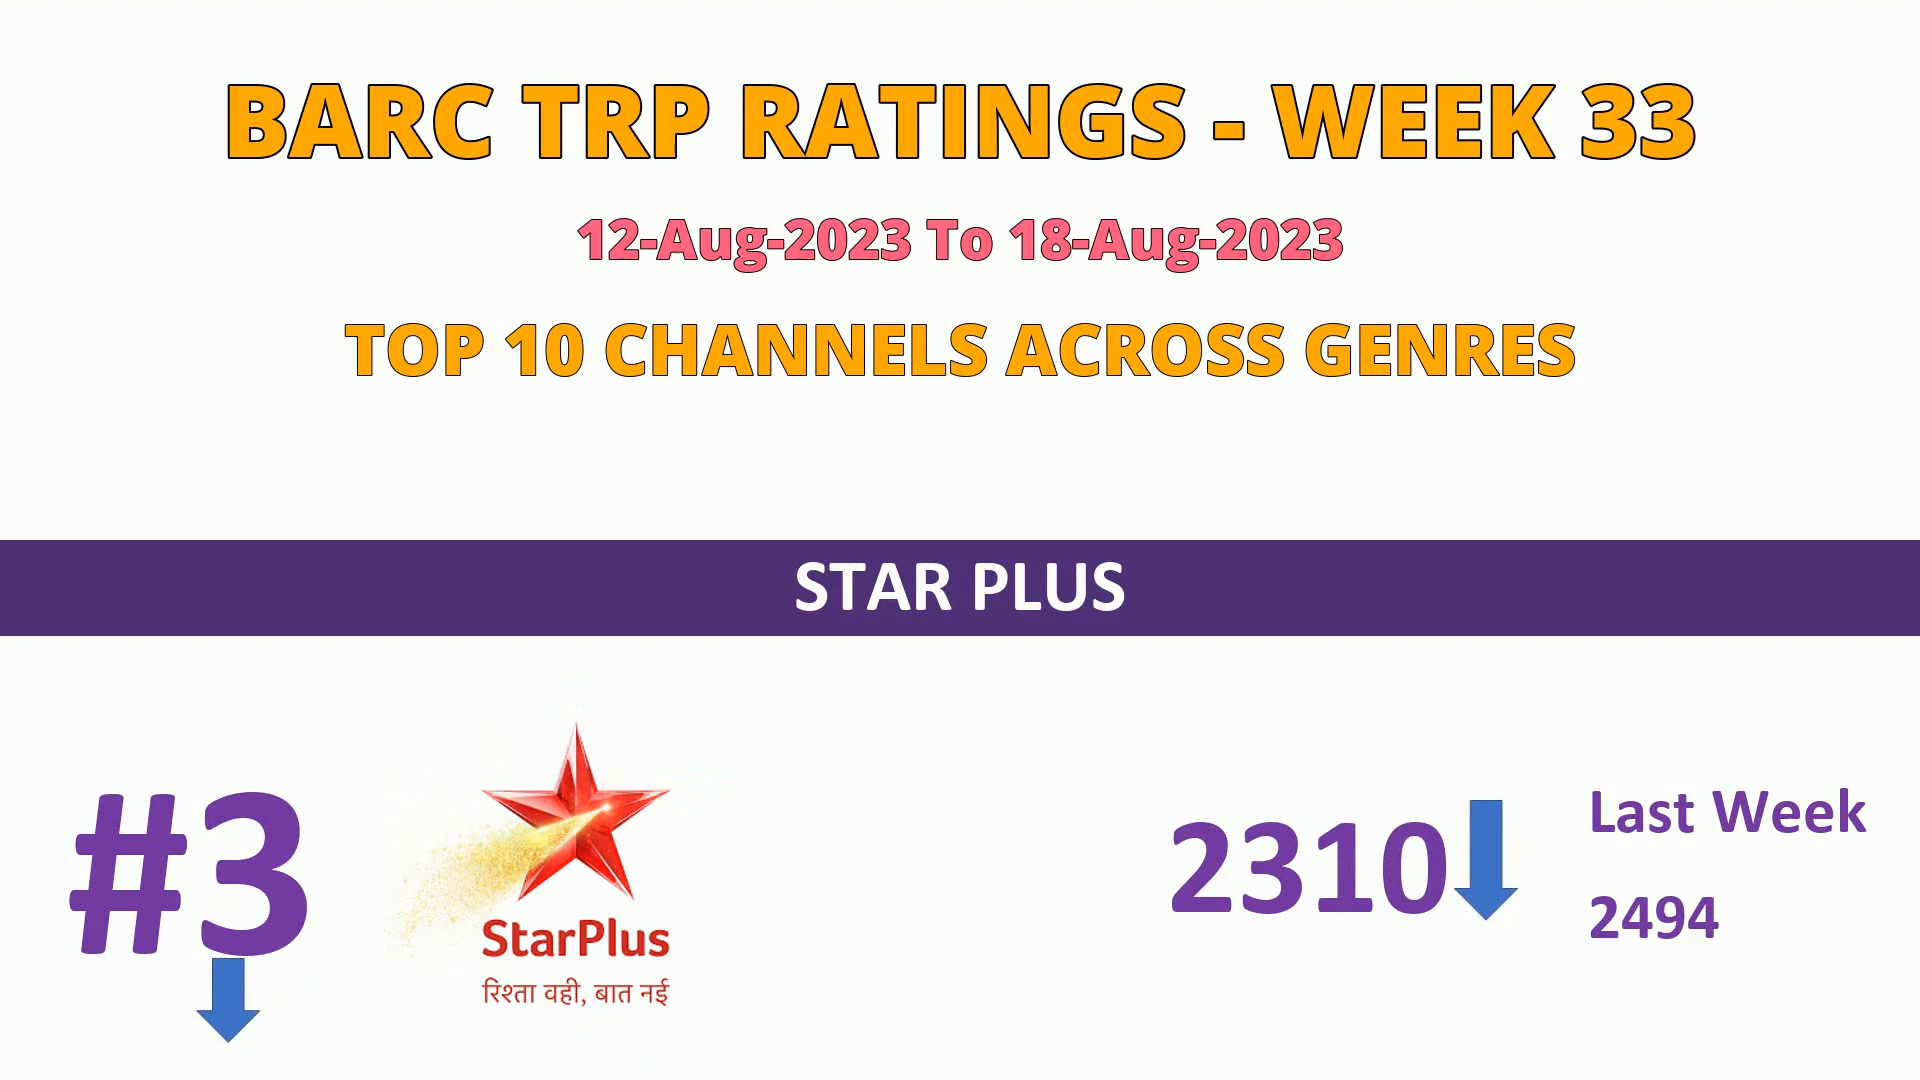 BARC TRP RATINGS - WEEK 33
12-Aug-2023 To 18-Aug-2023
TOP 10 CHANNELS ACROSS GENRES
STAR PLUS
#3
StarPlus
रिश्ता वही, बात नई
2310
Last Week
2494